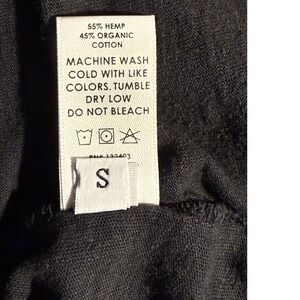 55% HEMP
45% ORGANIC
COTTON
MACHINE WASH
COLD WITH LIKE
COLORS. TUMBLE
DRY LOW
DO NOT BLEACH
S